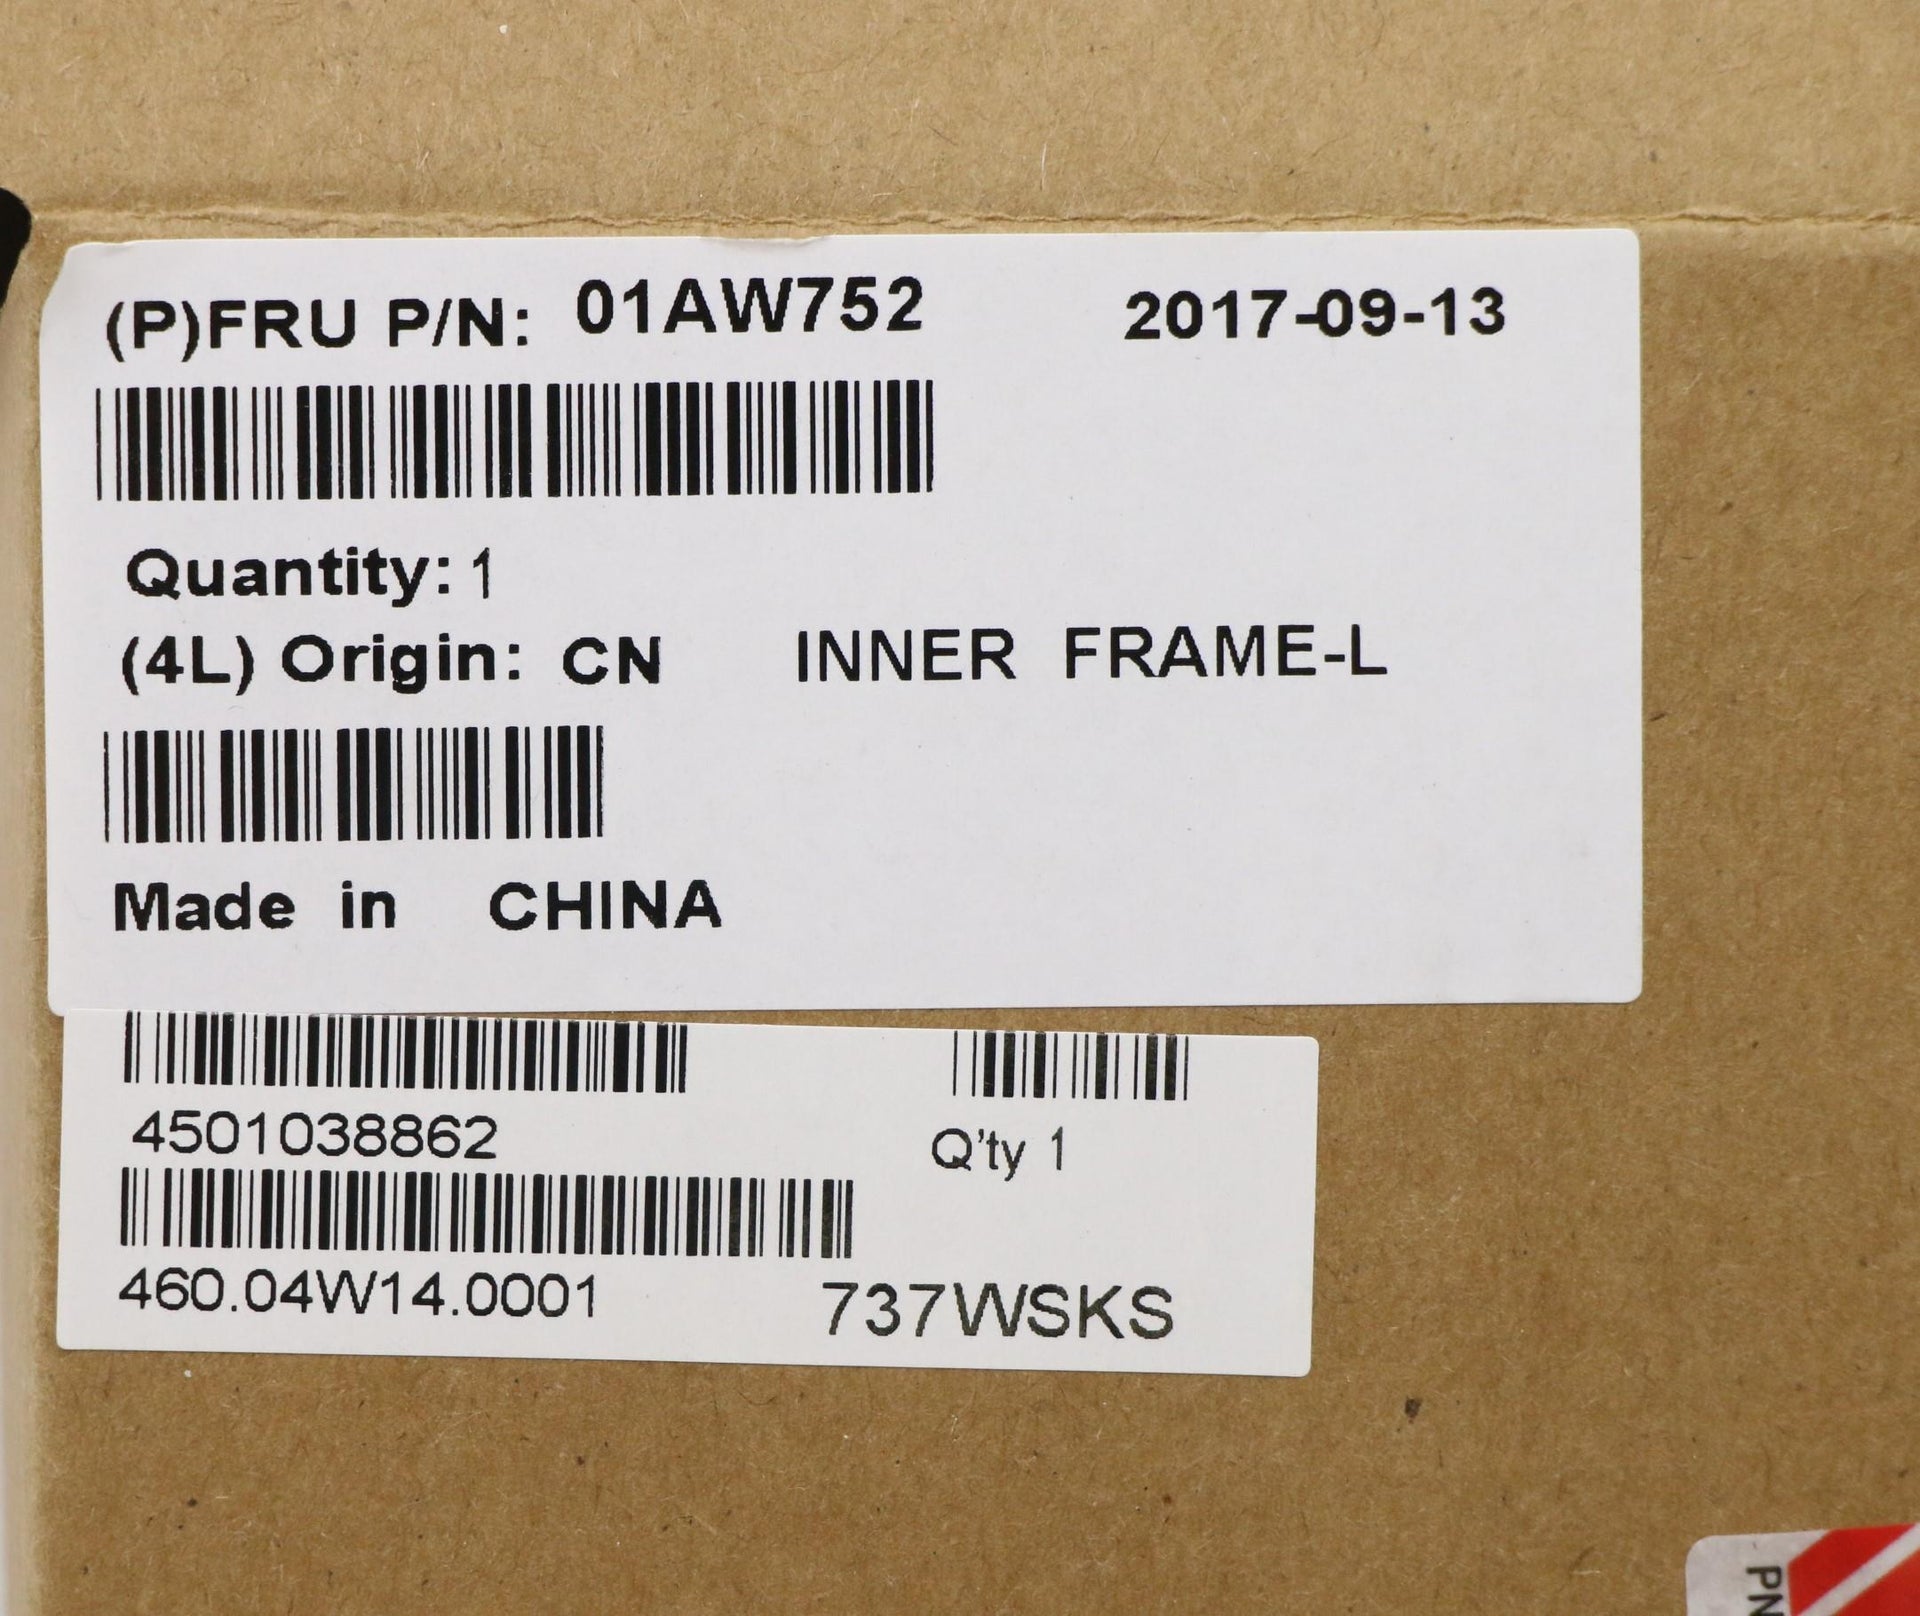 (P)FRU P/N: 01AW752 2017-09-13
Quantity: 1
(4L) Origin: CN INNER FRAME-L
Made in CHINA
4501038862 Q'ty 1
460.04W14.0001 737WSKS
PN